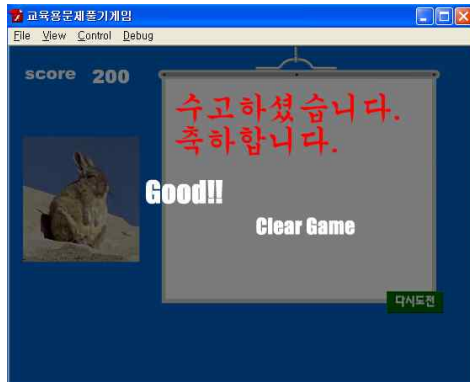 교육용문제풀기게임
File View Control Debug
score 200
수고하셨습니다.
축하합니다.
Good!!
Clear Game
다시도전